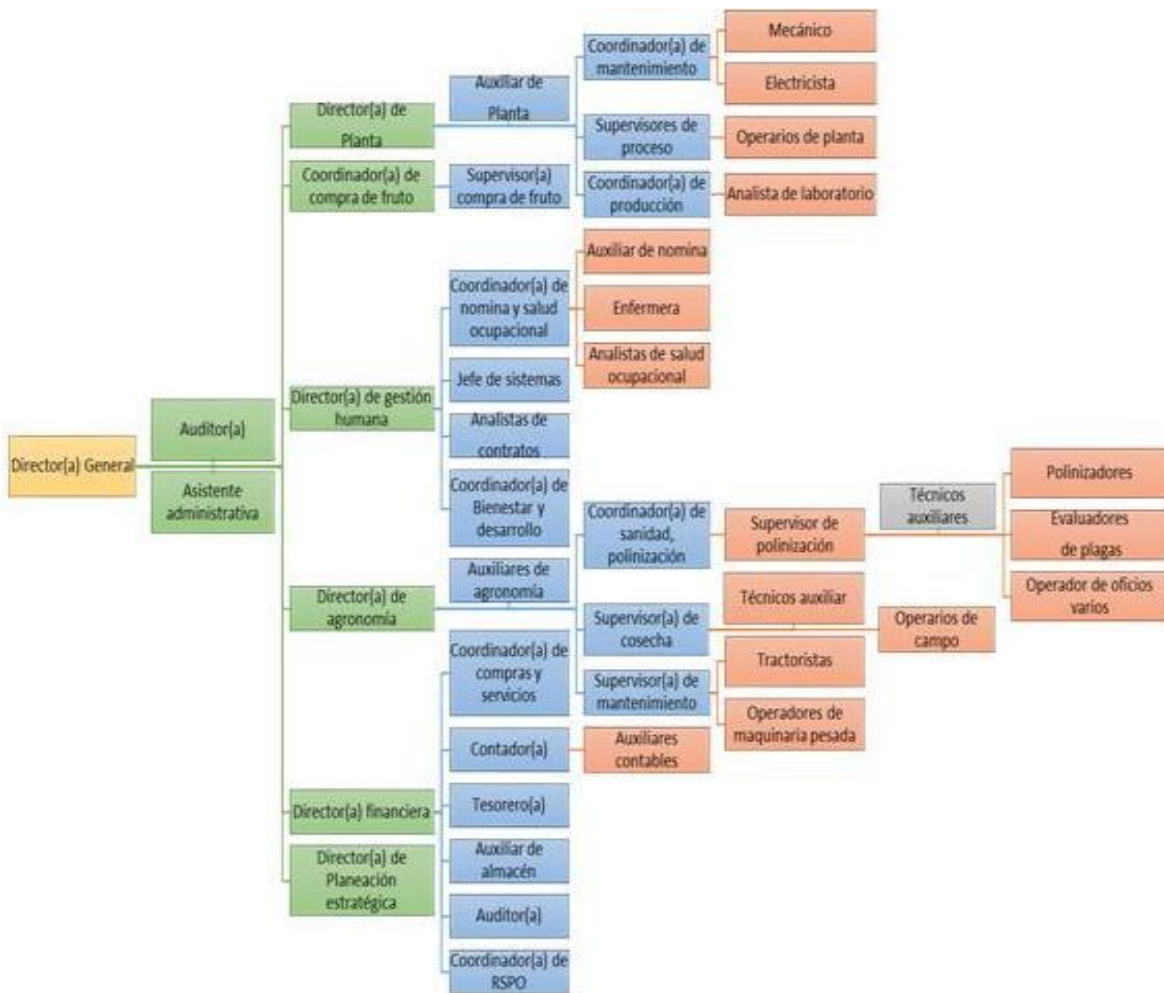 Director(a) General
Auditor(a)
Asistente
administrativa
Director(a) de
Planta
Auxiliar de
Planta
Coordinador(a) de
mantenimiento
Mecánico
Electricista
Supervisores de
proceso
Operarios de planta
Coordinador(a) de
producción
Analista de laboratorio
Coordinador(a) de
compra de fruto
Supervisor(a)
compra de fruto
Director(a) de gestión
humana
Coordinador(a) de
nomina y salud
ocupacional
Auxiliar de nomina
Enfermera
Analistas de salud
ocupacional
Jefe de sistemas
Analistas de
contratos
Coordinador(a) de
Bienestar y
desarrollo
Director(a) de
agronomía
Auxiliares de
agronomía
Coordinador(a) de
sanidad,
polinización
Supervisor de
polinización
Técnicos
auxiliares
Polinizadores
Evaluadores
de plagas
Operador de oficios
varios
Supervisor(a) de
cosecha
Técnicos auxiliar
Operarios de
campo
Supervisor(a) de
mantenimiento
Tractoristas
Operadores de
maquinaria pesada
Director(a) financiera
Coordinador(a) de
compras y
servicios
Contador(a)
Auxiliares
contables
Tesorero(a)
Auxiliar de
almacén
Auditor(a)
Coordinador(a) de
RSPO
Director(a) de
Planeación
estratégica